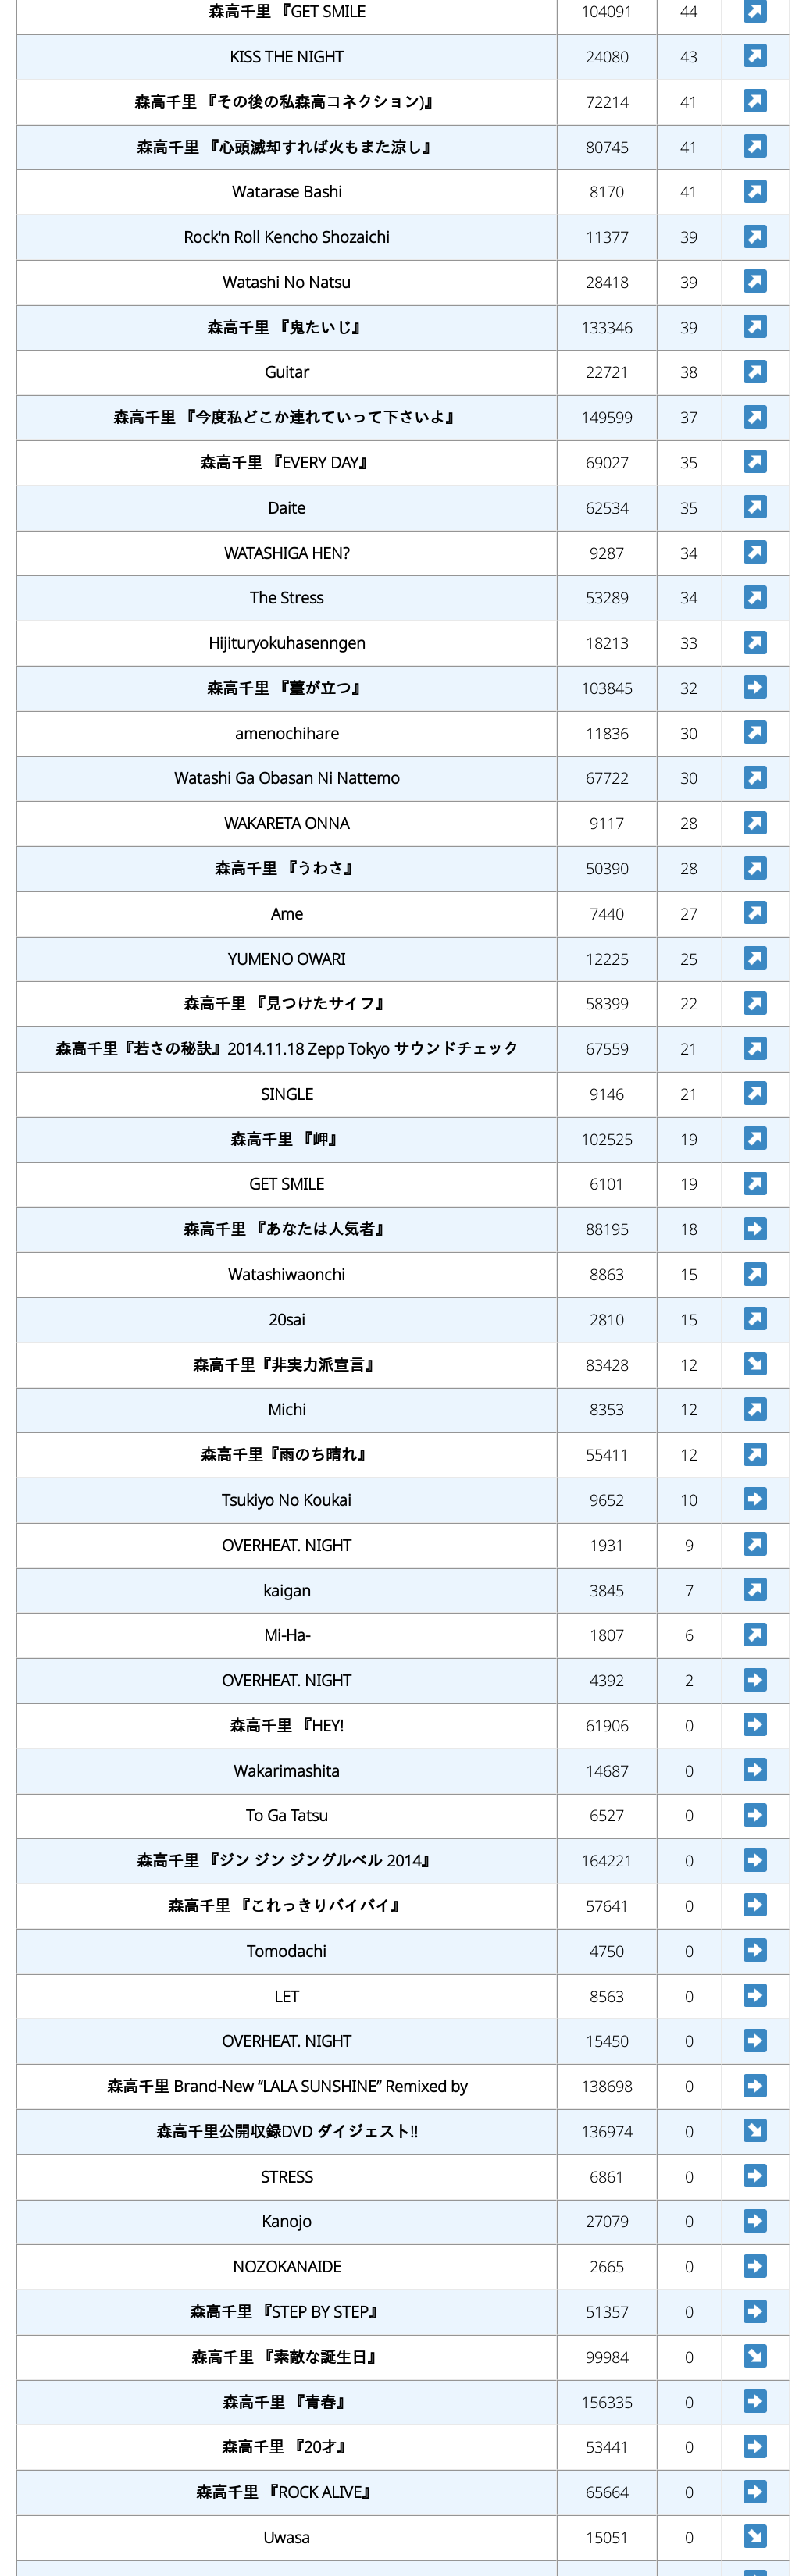 森高千里 『GET SMILE 104091 44
KISS THE NIGHT 24080 43
森高千里 『その後の私森高コネクション)』 72214 41
森高千里 『心頭滅却すれば火もまた涼し』 80745 41
Watarase Bashi 8170 41
Rock'n Roll Kencho Shozaichi 11377 39
Watashi No Natsu 28418 39
森高千里 『鬼たいじ』 133346 39
Guitar 22721 38
森高千里 『今度私どこか連れていって下さいよ』 149599 37
森高千里 『EVERY DAY』 69027 35
Daite 62534 35
WATASHIGA HEN? 9287 34
The Stress 53289 34
Hijituryokuhasenngen 18213 33
森高千里 『薹が立つ』 103845 32
amenochihare 11836 30
Watashi Ga Obasan Ni Nattemo 67722 30
WAKARETA ONNA 9117 28
森高千里 『うわさ』 50390 28
Ame 7440 27
YUMENO OWARI 12225 25
森高千里 『見つけたサイフ』 58399 22
森高千里『若さの秘訣』2014.11.18 Zepp Tokyo サウンドチェック 67559 21
SINGLE 9146 21
森高千里 『岬』 102525 19
GET SMILE 6101 19
森高千里 『あなたは人気者』 88195 18
Watashiwaonchi 8863 15
20sai 2810 15
森高千里『非実力派宣言』 83428 12
Michi 8353 12
森高千里『雨のち晴れ』 55411 12
Tsukiyo No Koukai 9652 10
OVERHEAT. NIGHT 1931 9
kaigan 3845 7
Mi-Ha- 1807 6
OVERHEAT. NIGHT 4392 2
森高千里 『HEY! 61906 0
Wakarimashita 14687 0
To Ga Tatsu 6527 0
森高千里 『ジン ジン ジングルベル 2014』 164221 0
森高千里 『これっきりバイバイ』 57641 0
Tomodachi 4750 0
LET 8563 0
OVERHEAT. NIGHT 15450 0
森高千里 Brand-New “LALA SUNSHINE” Remixed by 138698 0
森高千里公開収録DVD ダイジェスト!! 136974 0
STRESS 6861 0
Kanojo 27079 0
NOZOKANAIDE 2665 0
森高千里 『STEP BY STEP』 51357 0
森高千里 『素敵な誕生日』 99984 0
森高千里 『青春』 156335 0
森高千里 『20才』 53441 0
森高千里 『ROCK ALIVE』 65664 0
Uwasa 15051 0